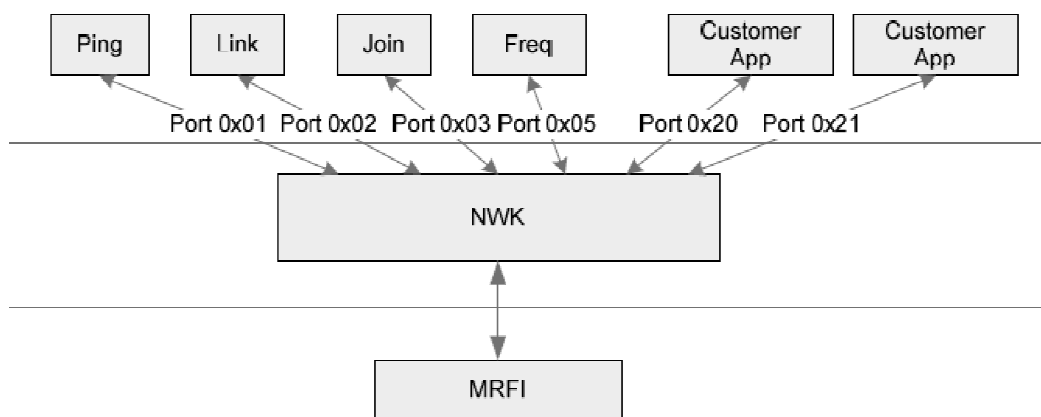 Ping
Link
Join
Freq
Customer
App
Customer
App
Port 0x01
Port 0x02
Port 0x03
Port 0x05
Port 0x20
Port 0x21
NWK
MRFI